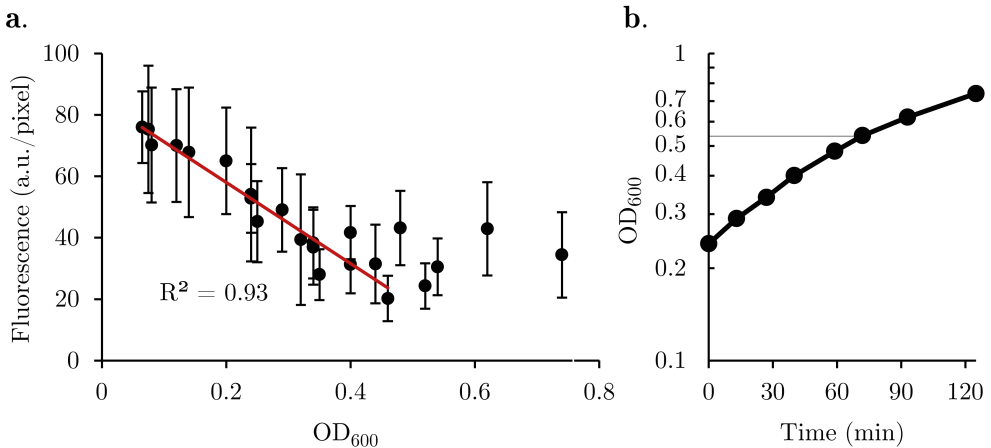 a.
Fluorescence (a.u./pixel)
100
80
60
40
20
0
R² = 0.93
0 0.2 0.4 0.6 0.8
OD₆₀₀
b.
OD₆₀₀
1
0.7
0.6
0.5
0.4
0.3
0.2
0.1
0 30 60 90 120
Time (min)